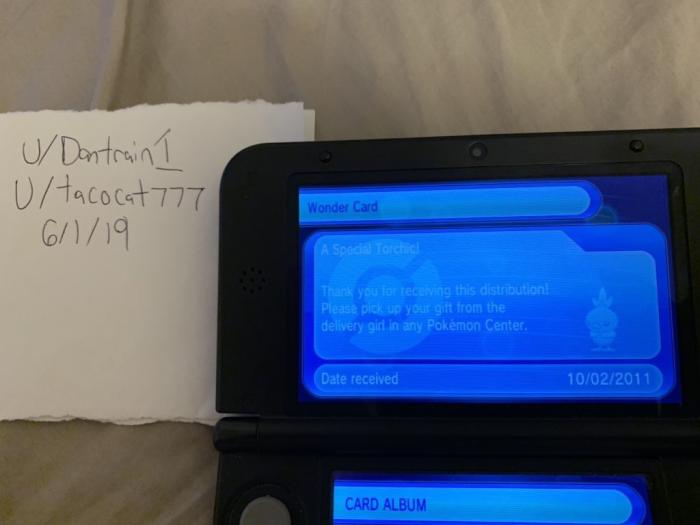 u/Dantrain1
u/tacocat777
6/1/19
Wonder Card
A Special Torchic!
Thank you for receiving this distribution!
Please pick up your gift from the
delivery girl in any Pokémon Center.
Date received 10/02/2011
CARD ALBUM